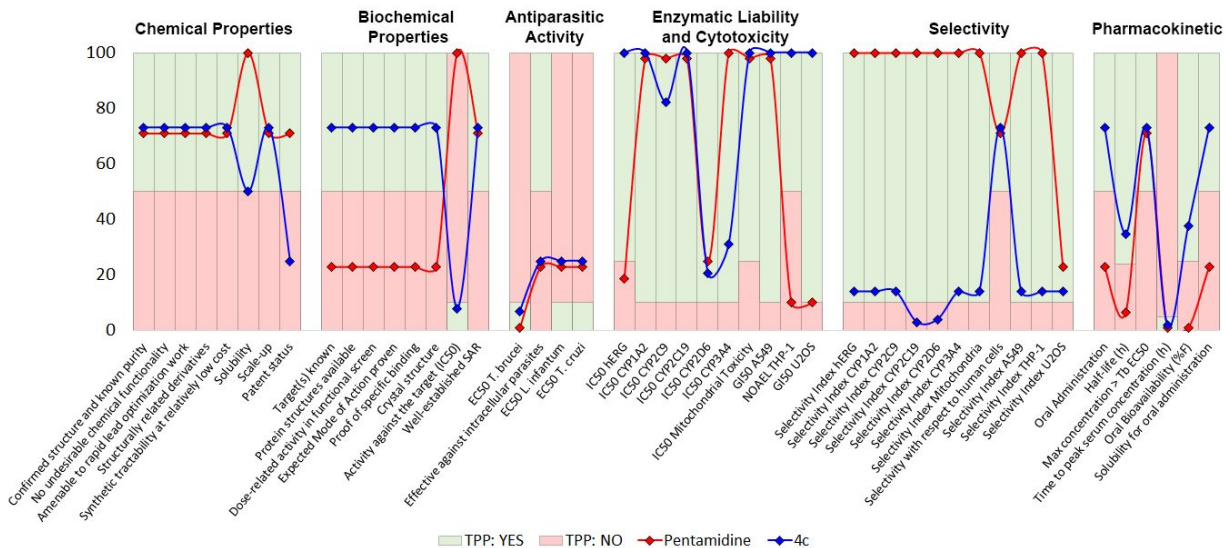 Chemical Properties
Biochemical
Properties
Antiparasitic
Activity
Enzymatic Liability
and Cytotoxicity
Selectivity
Pharmacokinetic
100
80
60
40
20
0
Confirmed structure and known purity
No undesirable chemical functionality
Amenable to rapid lead optimization work
Structurally related derivatives
Synthetic tractability at relatively low cost
Solubility
Scale-up
Patent status
Target(s) known
Protein structures available
Dose-related activity in functional screen
Expected Mode of Action proven
Proof of specific binding
Crystal structure
Activity against the target (IC50)
Well-established SAR
EC50 T. brucei
Effective against intracellular parasites
EC50 L. infantum
EC50 T. cruzi
IC50 hERG
IC50 CYP1A2
IC50 CYP2C9
IC50 CYP2C19
IC50 CYP2D6
IC50 CYP3A4
IC50 Mitochondrial Toxicity
GI50 A549
NOAEL THP-1
GI50 U2OS
Selectivity Index hERG
Selectivity Index CYP1A2
Selectivity Index CYP2C9
Selectivity Index CYP2C19
Selectivity Index CYP2D6
Selectivity Index CYP3A4
Selectivity Index Mitochondria
Selectivity with respect to human cells
Selectivity Index A549
Selectivity Index THP-1
Selectivity Index U2OS
Oral Administration
Half-life (h)
Max concentration > Tb EC50
Time to peak serum concentration (h)
Oral Bioavailability (%F)
Solubility for oral administration
TPP: YES
TPP: NO
Pentamidine
4c